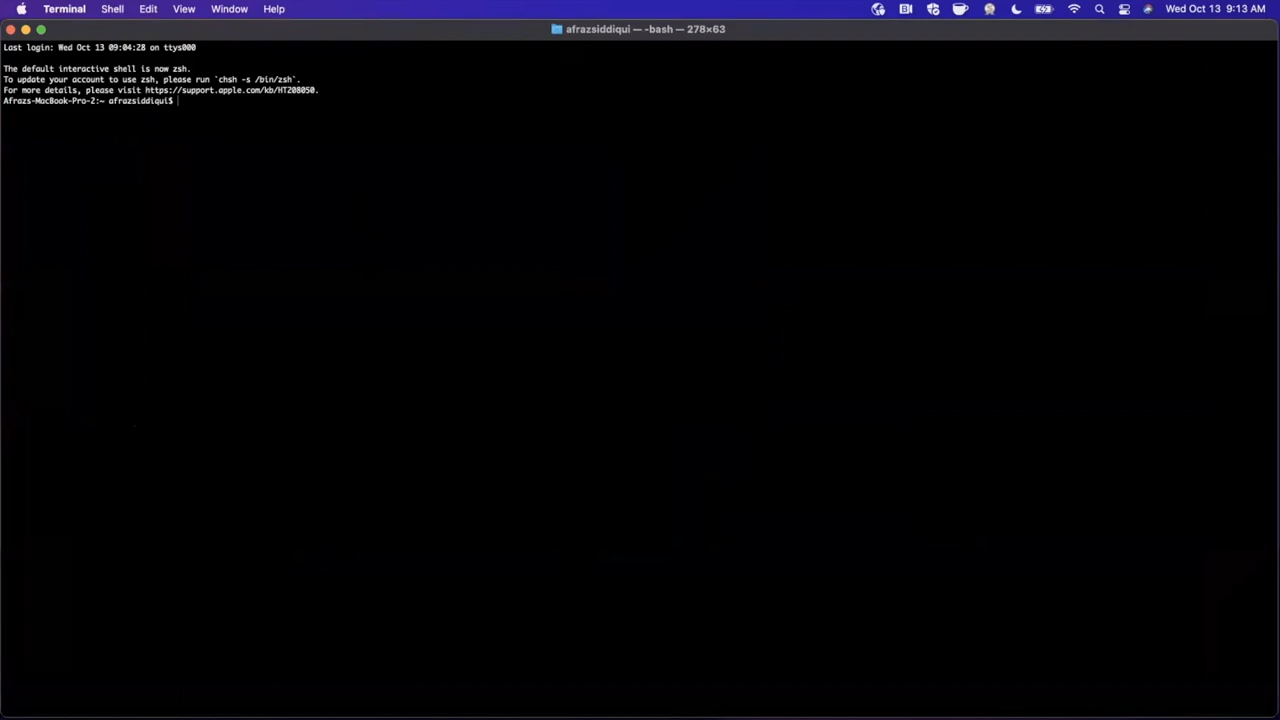 Terminal Shell Edit View Window Help Wed Oct 13 9:13 AM
afrazsiddiqui — -bash — 278×63
Last login: Wed Oct 13 09:04:28 on ttys000
The default interactive shell is now zsh.
To update your account to use zsh, please run `chsh -s /bin/zsh`.
For more details, please visit https://support.apple.com/kb/HT208050.
Afrazs-MacBook-Pro-2:~ afrazsiddiqui$